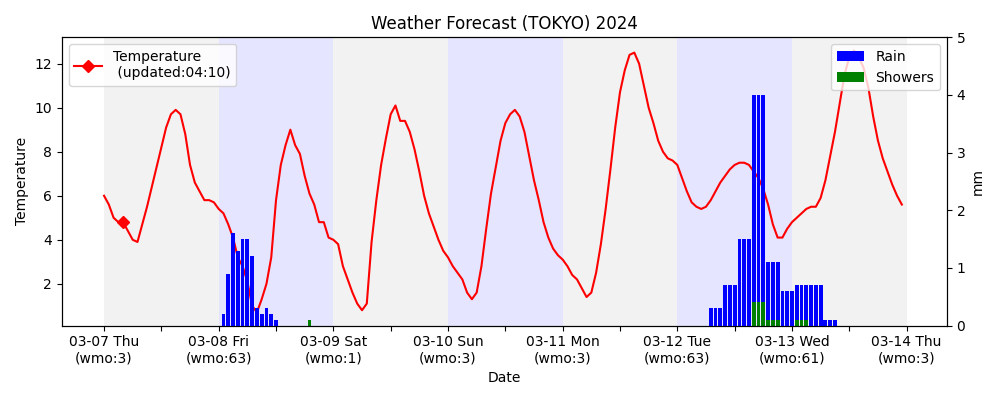 Weather Forecast (TOKYO) 2024
Temperature
(updated:04:10)
Rain
Showers
12
10
8
6
4
2
Temperature
5
4
3
2
1
0
mm
03-07 Thu
(wmo:3)
03-08 Fri
(wmo:63)
03-09 Sat
(wmo:1)
03-10 Sun
(wmo:3)
03-11 Mon
(wmo:3)
03-12 Tue
(wmo:63)
03-13 Wed
(wmo:61)
03-14 Thu
(wmo:3)
Date